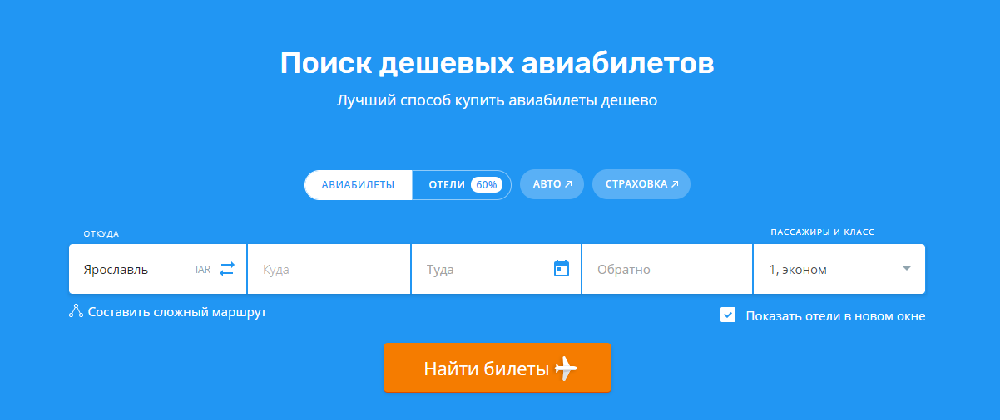 Поиск дешевых авиабилетов
Лучший способ купить авиабилеты дешево
АВИАБИЛЕТЫ ОТЕЛИ 60% АВТО СТРАХОВКА
ОТКУДА ПАССАЖИРЫ И КЛАСС
Ярославль IAR Куда Туда Обратно 1, эконом
Составить сложный маршрут Показать отели в новом окне
Найти билеты